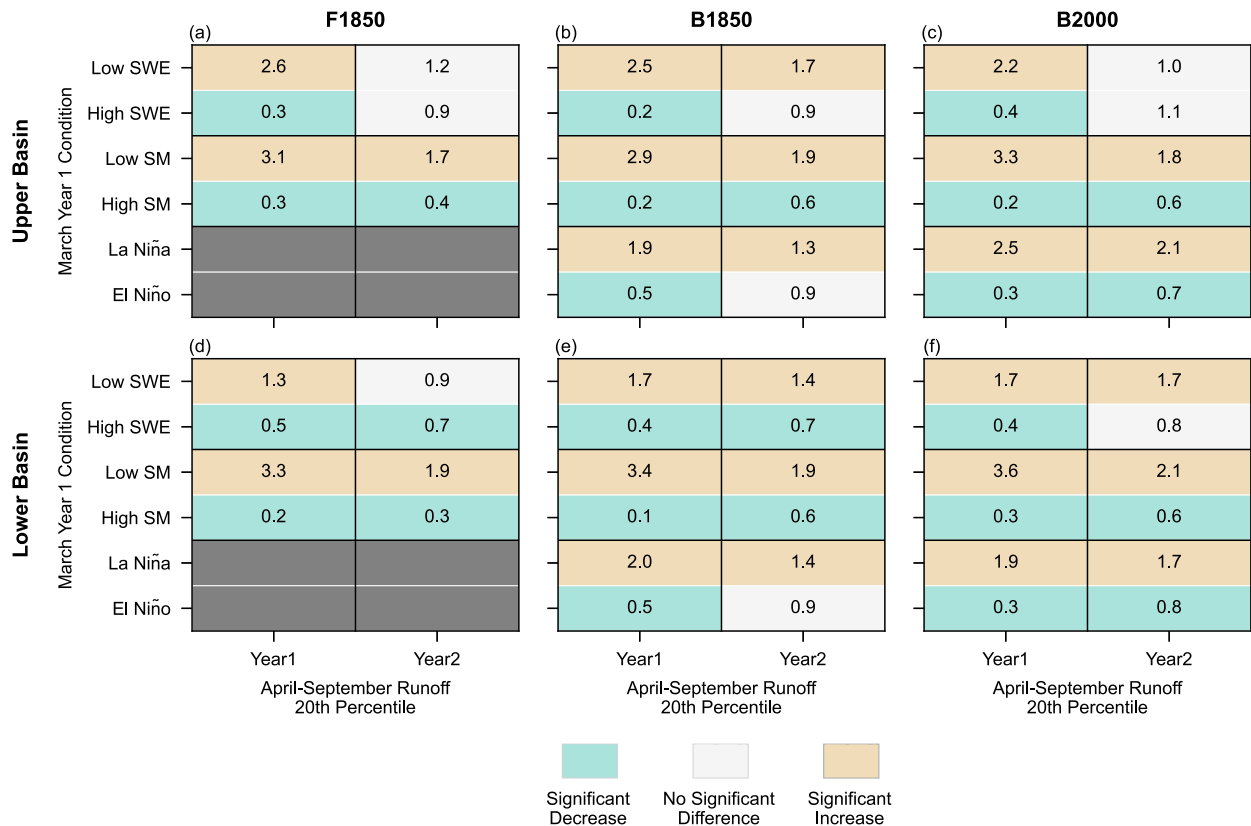 F1850 B1850 B2000
(a) (b) (c)
Upper Basin
March Year 1 Condition
Low SWE 2.6 1.2 2.5 1.7 2.2 1.0
High SWE 0.3 0.9 0.2 0.9 0.4 1.1
Low SM 3.1 1.7 2.9 1.9 3.3 1.8
High SM 0.3 0.4 0.2 0.6 0.2 0.6
La Niña 1.9 1.3 2.5 2.1
El Niño 0.5 0.9 0.3 0.7
(d) (e) (f)
Lower Basin
March Year 1 Condition
Low SWE 1.3 0.9 1.7 1.4 1.7 1.7
High SWE 0.5 0.7 0.4 0.7 0.4 0.8
Low SM 3.3 1.9 3.4 1.9 3.6 2.1
High SM 0.2 0.3 0.1 0.6 0.3 0.6
La Niña 2.0 1.4 1.9 1.7
El Niño 0.5 0.9 0.3 0.8
Year1 Year2 Year1 Year2 Year1 Year2
April-September Runoff April-September Runoff April-September Runoff
20th Percentile 20th Percentile 20th Percentile
Significant No Significant Significant
Decrease Difference Increase